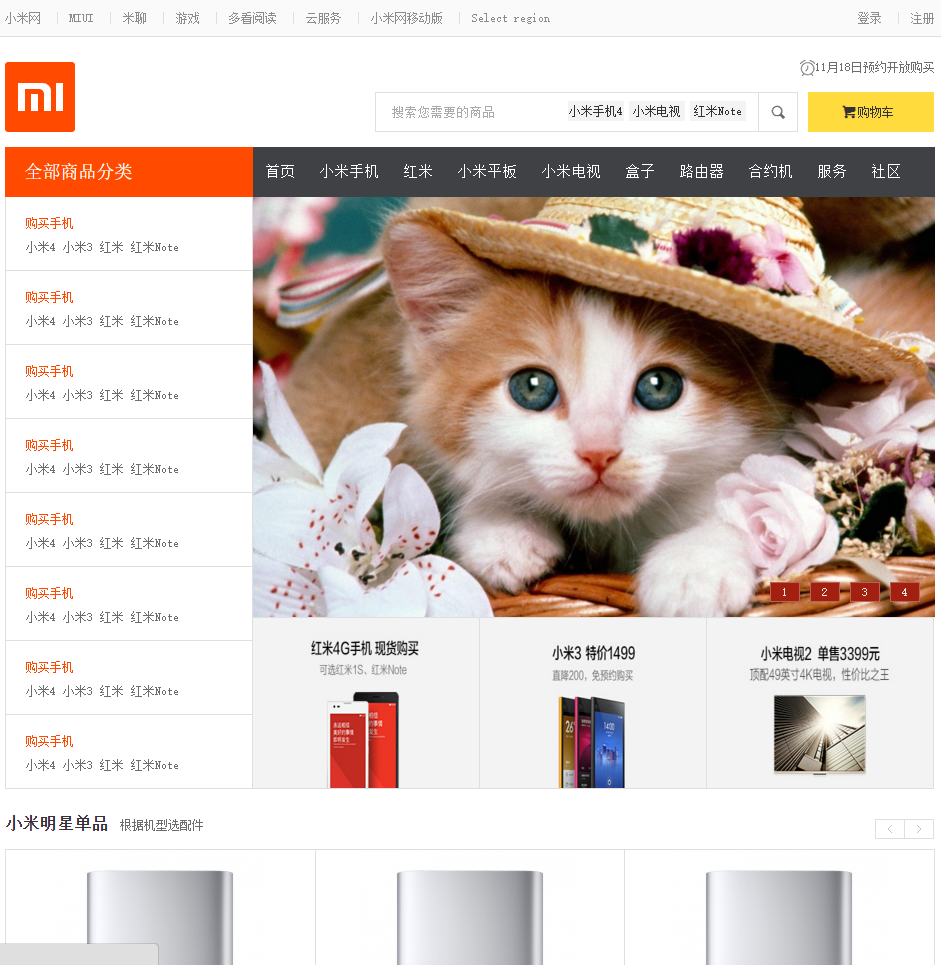 小米网 MIUI 米聊 游戏 多看阅读 云服务 小米网移动版 Select region 登录 注册
11月18日预约开放购买
搜索您需要的商品 小米手机4 小米电视 红米Note 购物车
全部商品分类 首页 小米手机 红米 小米平板 小米电视 盒子 路由器 合约机 服务 社区
购买手机
小米4 小米3 红米 红米Note
购买手机
小米4 小米3 红米 红米Note
购买手机
小米4 小米3 红米 红米Note
购买手机
小米4 小米3 红米 红米Note
购买手机
小米4 小米3 红米 红米Note
购买手机
小米4 小米3 红米 红米Note
购买手机
小米4 小米3 红米 红米Note
购买手机
小米4 小米3 红米 红米Note
1 2 3 4
红米4G手机 现货购买
可选红米1S、红米Note
小米3 特价1499
直降200，免预约购买
小米电视2 单售3399元
顶配49英寸4K电视，性价比之王
小米明星单品 根据机型选配件